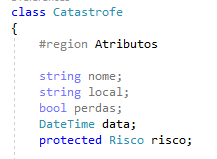 class Catastrofe
{
#region Atributos
string nome;
string local;
bool perdas;
DateTime data;
protected Risco risco;